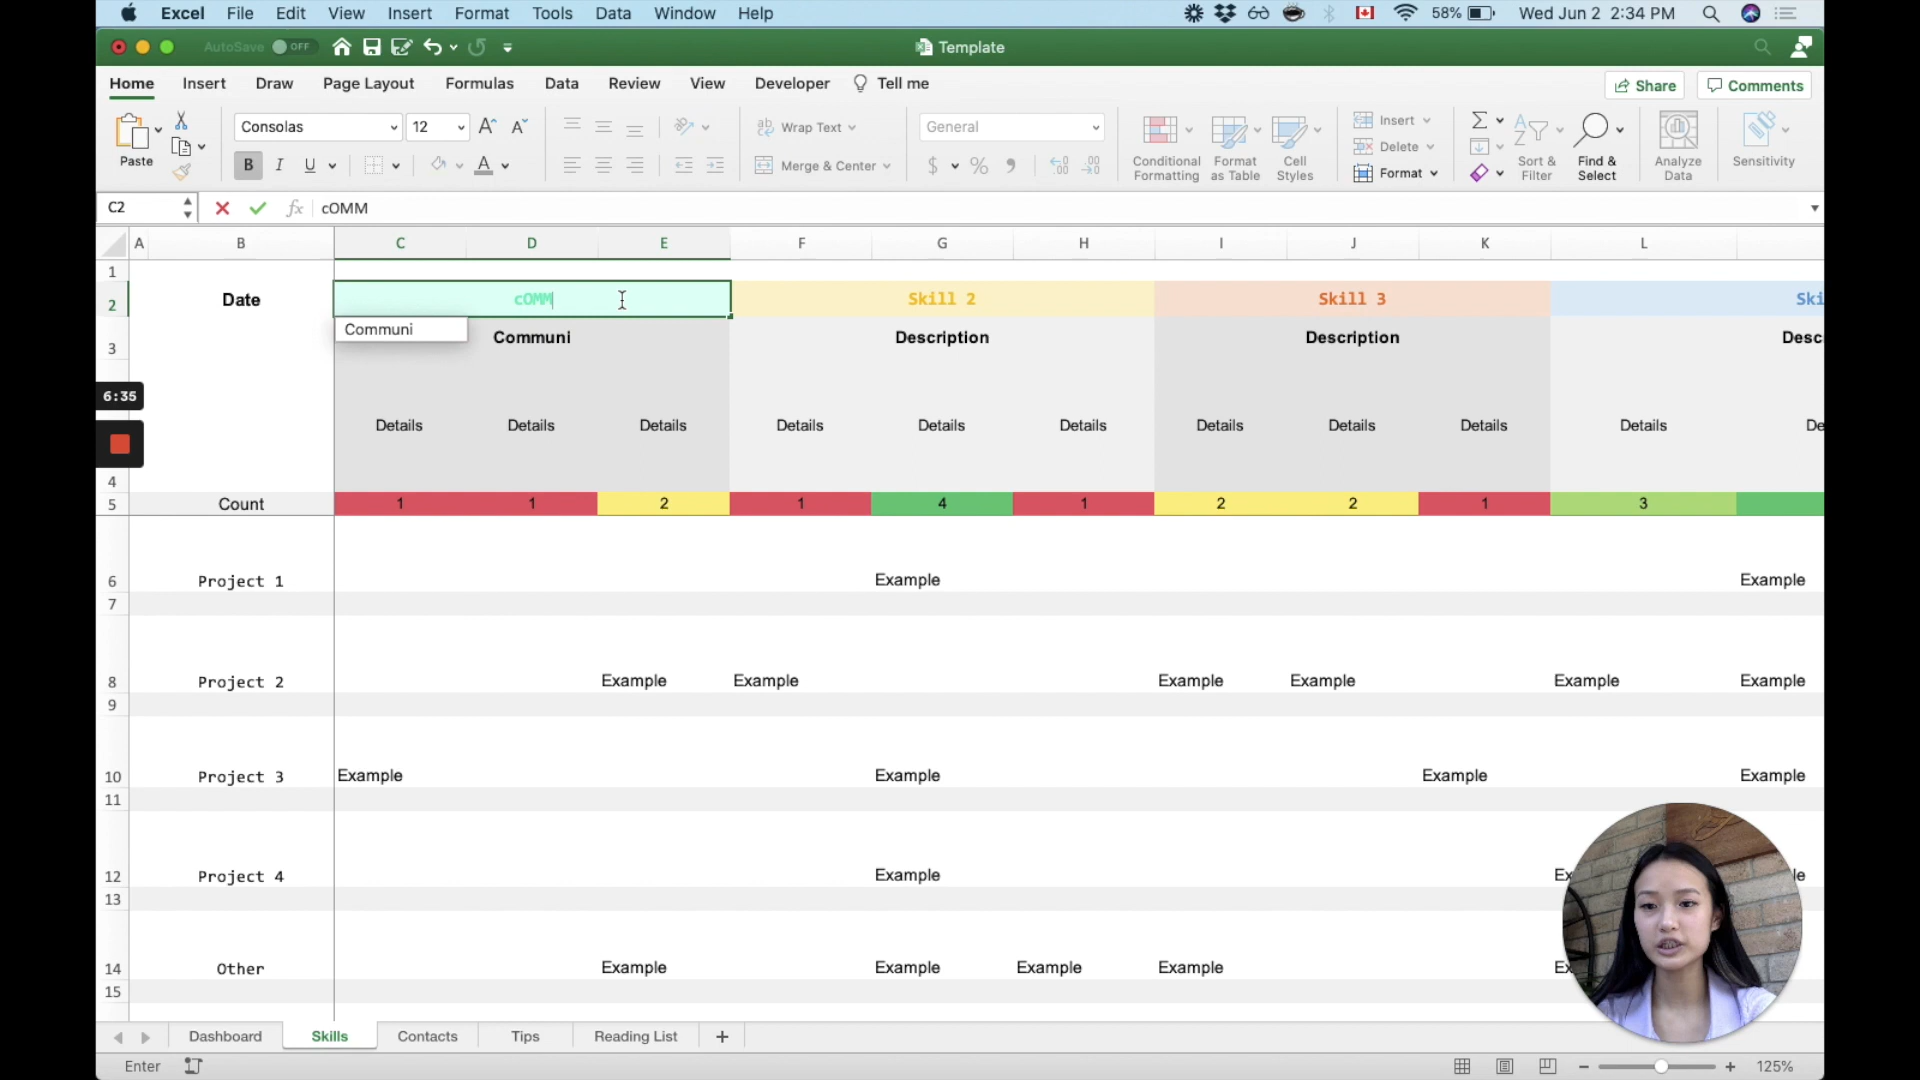 Excel File Edit View Insert Format Tools Data Window Help 58% Wed Jun 2 2:34 PM
AutoSave OFF Template
Home Insert Draw Page Layout Formulas Data Review View Developer Tell me Share Comments
Paste Consolas 12 A A Wrap Text General Conditional Formatting Format as Table Cell Styles Insert Sort & Filter Find & Select Analyze Data Sensitivity
B I U A Merge & Center $ % Delete
Format
C2 fx cOMM
A B C D E F G H I J K L
1
2 Date cOMM Skill 2 Skill 3 Ski
Communi
3 Communi Description Description Desc
6:35
Details Details Details Details Details Details Details Details Details Details De
4
5 Count 1 1 2 1 4 1 2 2 1 3
6 Project 1 Example Example
7
8 Project 2 Example Example Example Example Example Example
9
10 Project 3 Example Example Example Example
11
12 Project 4 Example Ex le
13
14 Other Example Example Example Example Ex
15
Dashboard Skills Contacts Tips Reading List +
Enter 125%